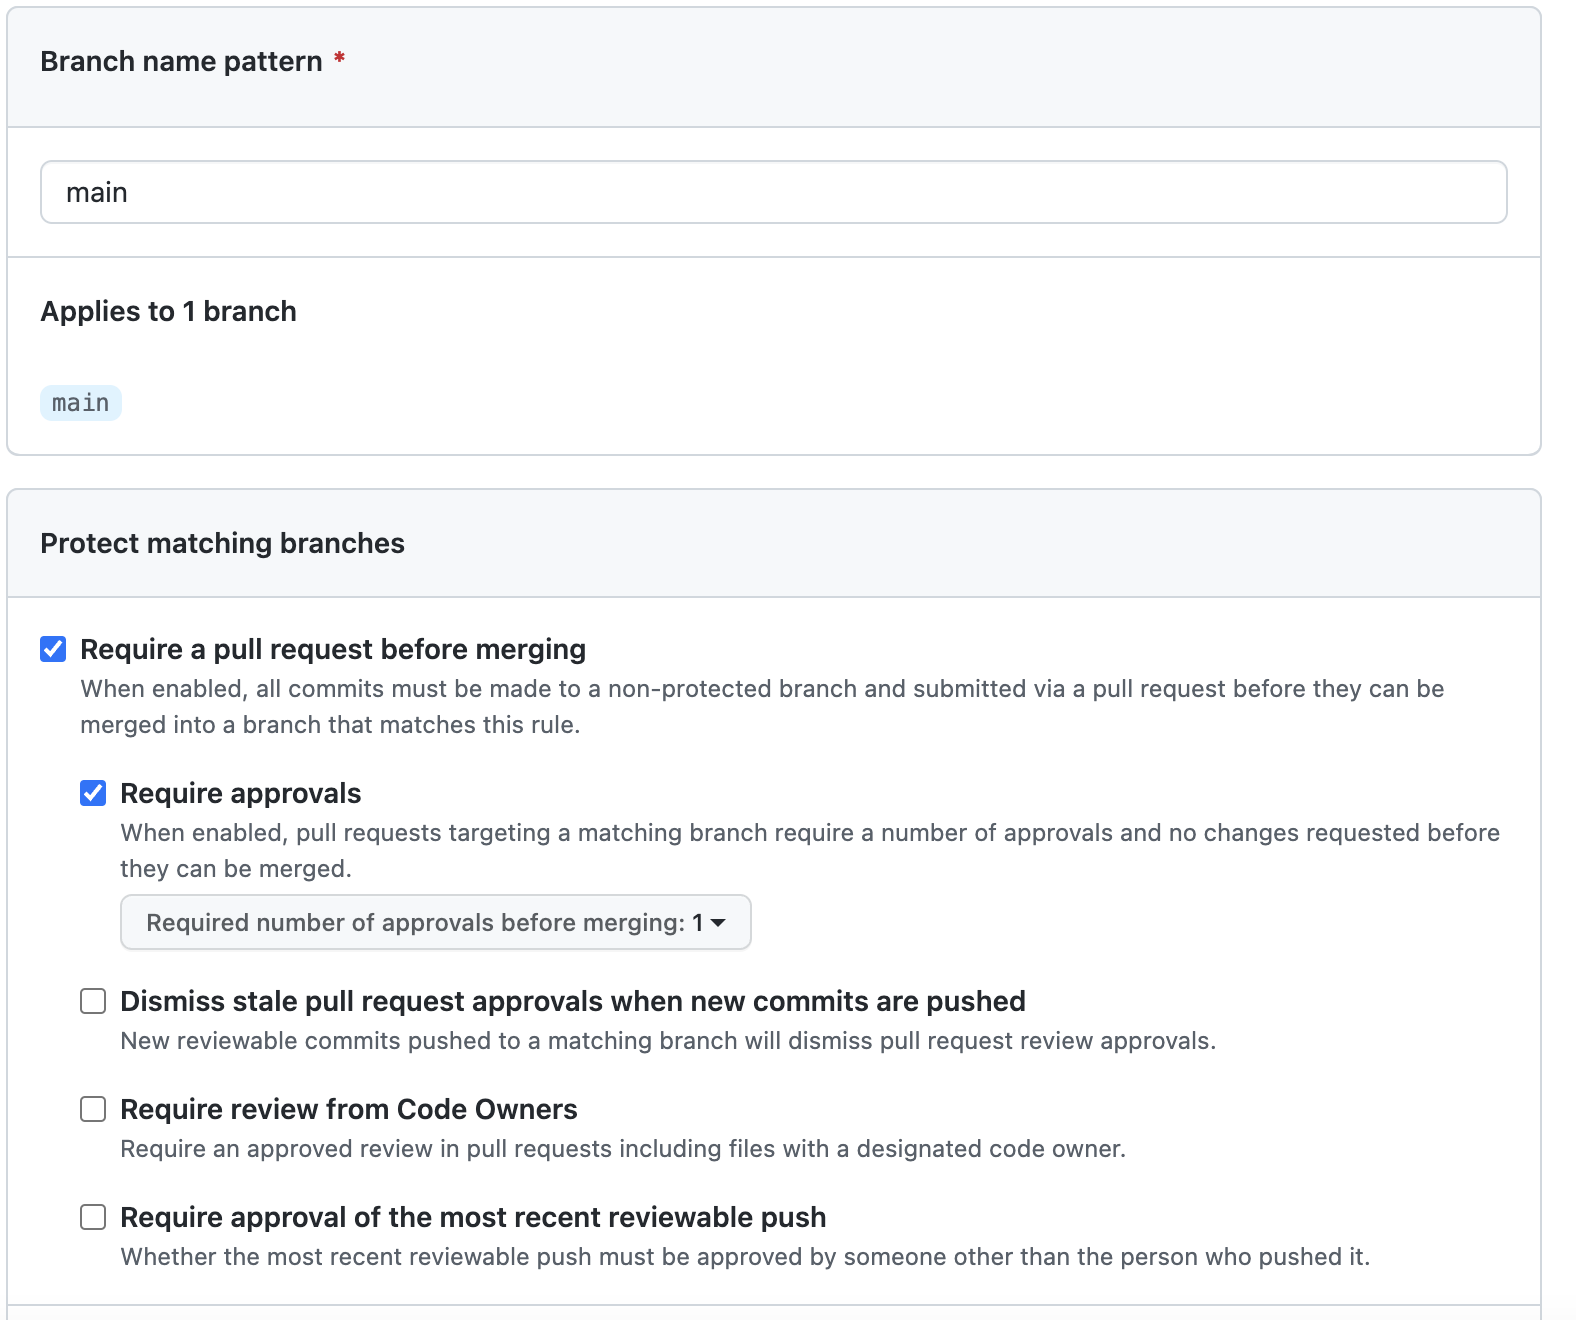 Branch name pattern *
main
Applies to 1 branch
main
Protect matching branches
Require a pull request before merging
When enabled, all commits must be made to a non-protected branch and submitted via a pull request before they can be
merged into a branch that matches this rule.
Require approvals
When enabled, pull requests targeting a matching branch require a number of approvals and no changes requested before
they can be merged.
Required number of approvals before merging: 1
Dismiss stale pull request approvals when new commits are pushed
New reviewable commits pushed to a matching branch will dismiss pull request review approvals.
Require review from Code Owners
Require an approved review in pull requests including files with a designated code owner.
Require approval of the most recent reviewable push
Whether the most recent reviewable push must be approved by someone other than the person who pushed it.